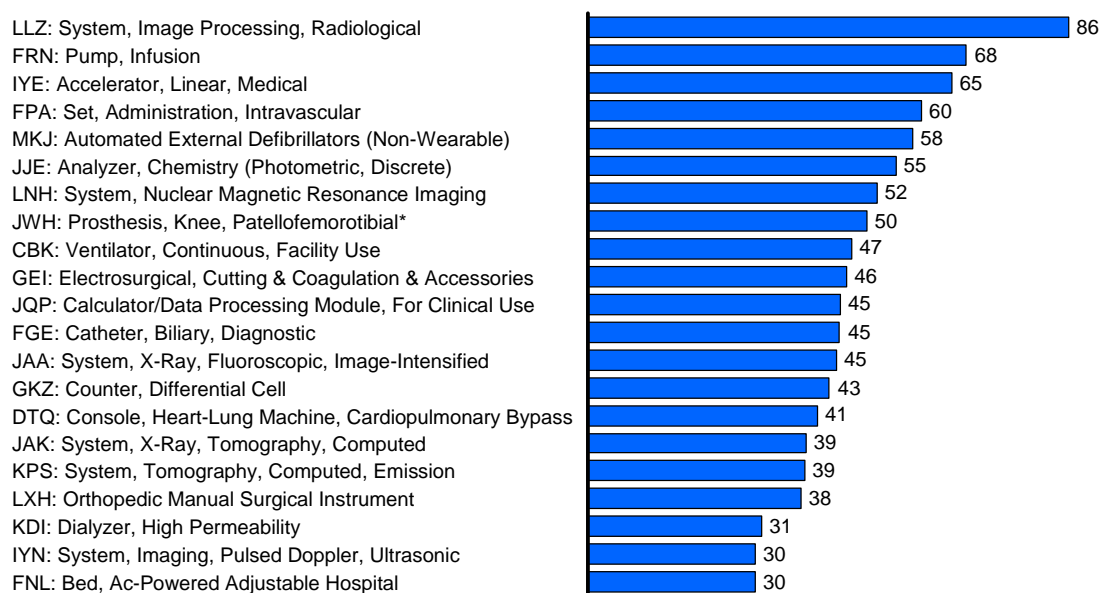 LLZ: System, Image Processing, Radiological 86
FRN: Pump, Infusion 68
IYE: Accelerator, Linear, Medical 65
FPA: Set, Administration, Intravascular 60
MKJ: Automated External Defibrillators (Non-Wearable) 58
JJE: Analyzer, Chemistry (Photometric, Discrete) 55
LNH: System, Nuclear Magnetic Resonance Imaging 52
JWH: Prosthesis, Knee, Patellofemorotibial* 50
CBK: Ventilator, Continuous, Facility Use 47
GEI: Electrosurgical, Cutting & Coagulation & Accessories 46
JQP: Calculator/Data Processing Module, For Clinical Use 45
FGE: Catheter, Biliary, Diagnostic 45
JAA: System, X-Ray, Fluoroscopic, Image-Intensified 45
GKZ: Counter, Differential Cell 43
DTQ: Console, Heart-Lung Machine, Cardiopulmonary Bypass 41
JAK: System, X-Ray, Tomography, Computed 39
KPS: System, Tomography, Computed, Emission 39
LXH: Orthopedic Manual Surgical Instrument 38
KDI: Dialyzer, High Permeability 31
IYN: System, Imaging, Pulsed Doppler, Ultrasonic 30
FNL: Bed, Ac-Powered Adjustable Hospital 30